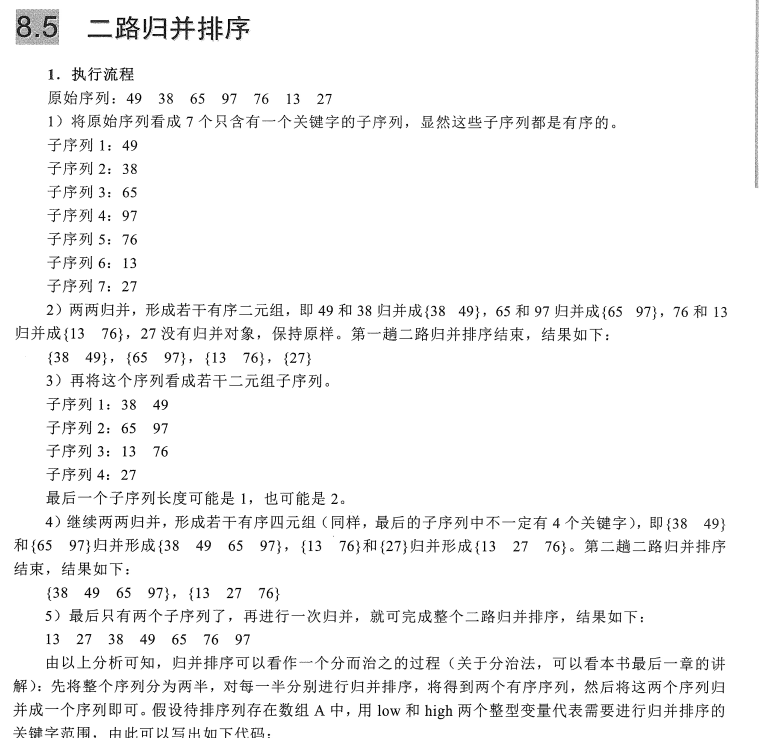 8.5 二路归并排序
1．执行流程
原始序列：49 38 65 97 76 13 27
1）将原始序列看成 7 个只含有一个关键字的子序列，显然这些子序列都是有序的。
子序列 1：49
子序列 2：38
子序列 3：65
子序列 4：97
子序列 5：76
子序列 6：13
子序列 7：27
2）两两归并，形成若干有序二元组，即 49 和 38 归并成{38 49}，65 和 97 归并成{65 97}，76 和 13
归并成{13 76}，27 没有归并对象，保持原样。第一趟二路归并排序结束，结果如下：
{38 49}，{65 97}，{13 76}，{27}
3）再将这个序列看成若干二元组子序列。
子序列 1：38 49
子序列 2：65 97
子序列 3：13 76
子序列 4：27
最后一个子序列长度可能是 1，也可能是 2。
4）继续两两归并，形成若干有序四元组（同样，最后的子序列中不一定有 4 个关键字），即{38 49}
和{65 97}归并形成{38 49 65 97}，{13 76}和{27}归并形成{13 27 76}。第二趟二路归并排序
结束，结果如下：
{38 49 65 97}，{13 27 76}
5）最后只有两个子序列了，再进行一次归并，就可完成整个二路归并排序，结果如下：
13 27 38 49 65 76 97
由以上分析可知，归并排序可以看作一个分而治之的过程（关于分治法，可以看本书最后一章的讲
解）：先将整个序列分为两半，对每一半分别进行归并排序，将得到两个有序序列，然后将这两个序列归
并成一个序列即可。假设待排序列存在数组 A 中，用 low 和 high 两个整型变量代表需要进行归并排序的
关键字范围，由此可以写出如下代码：